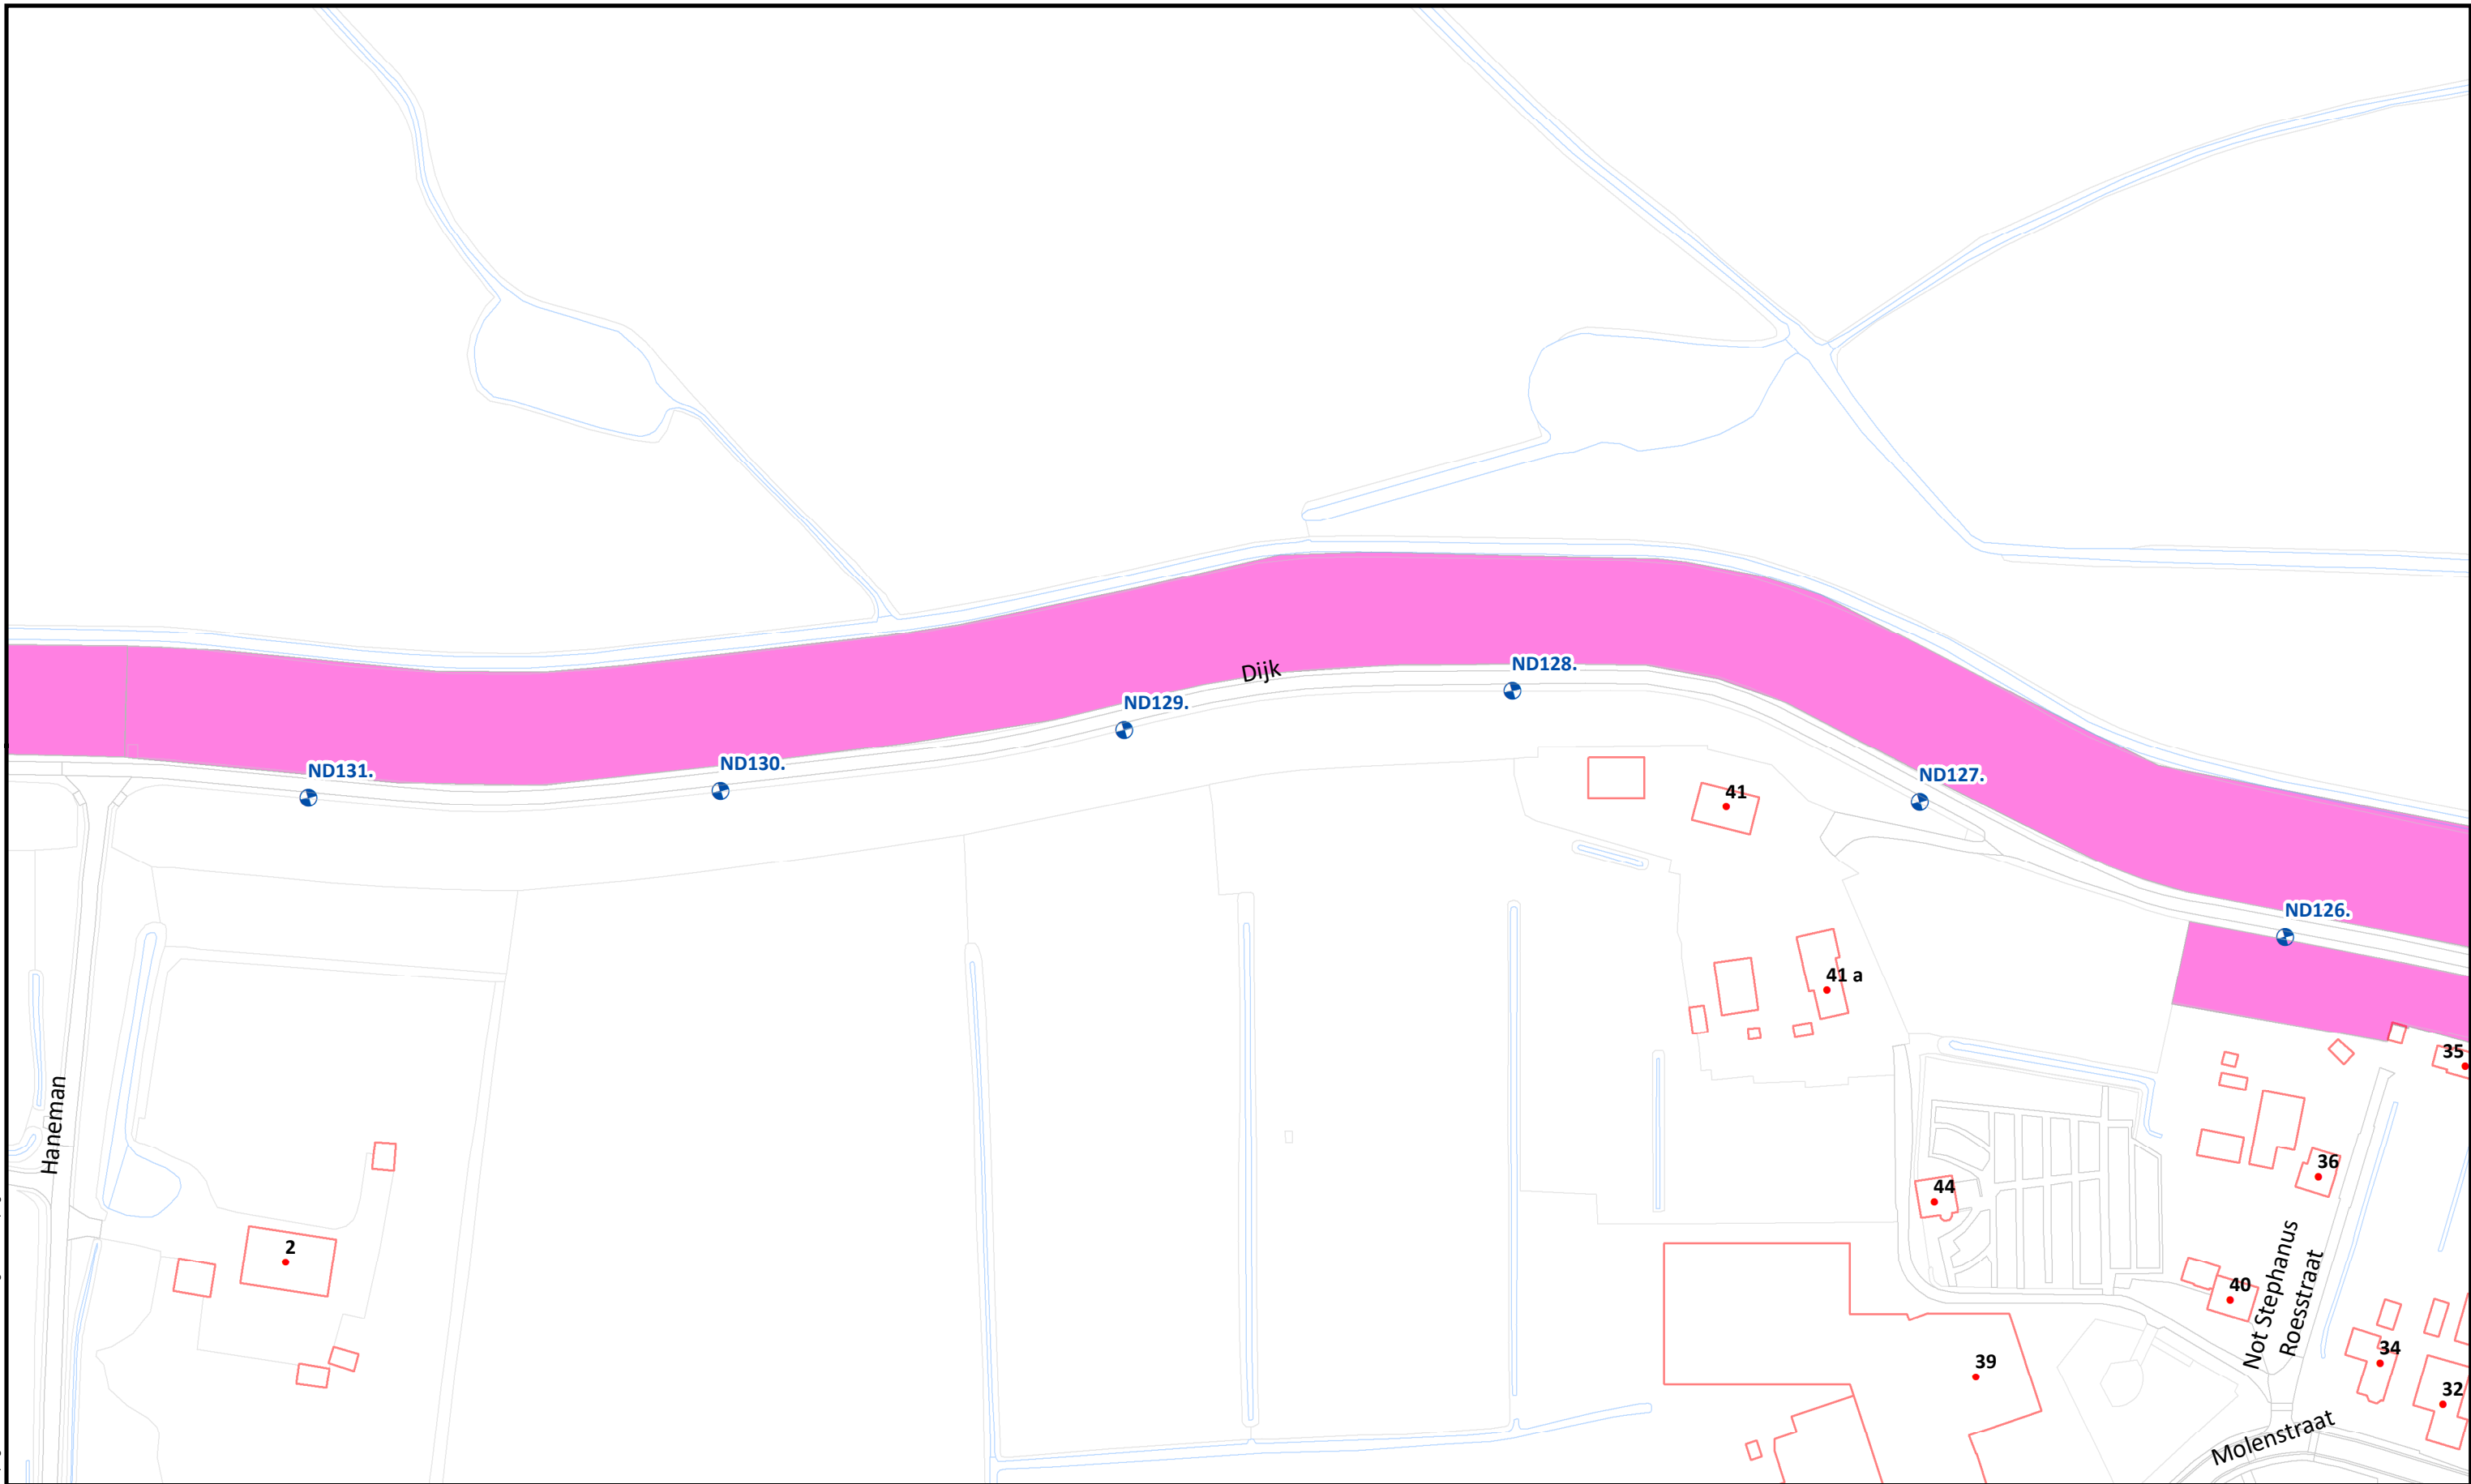 Dijk
ND128.
ND129.
ND131.
ND130.
ND127.
41
ND126.
41 a
35
Haneman
36
44
2
40
Not Stephanus
Roesstraat
34
39
32
Molenstraat